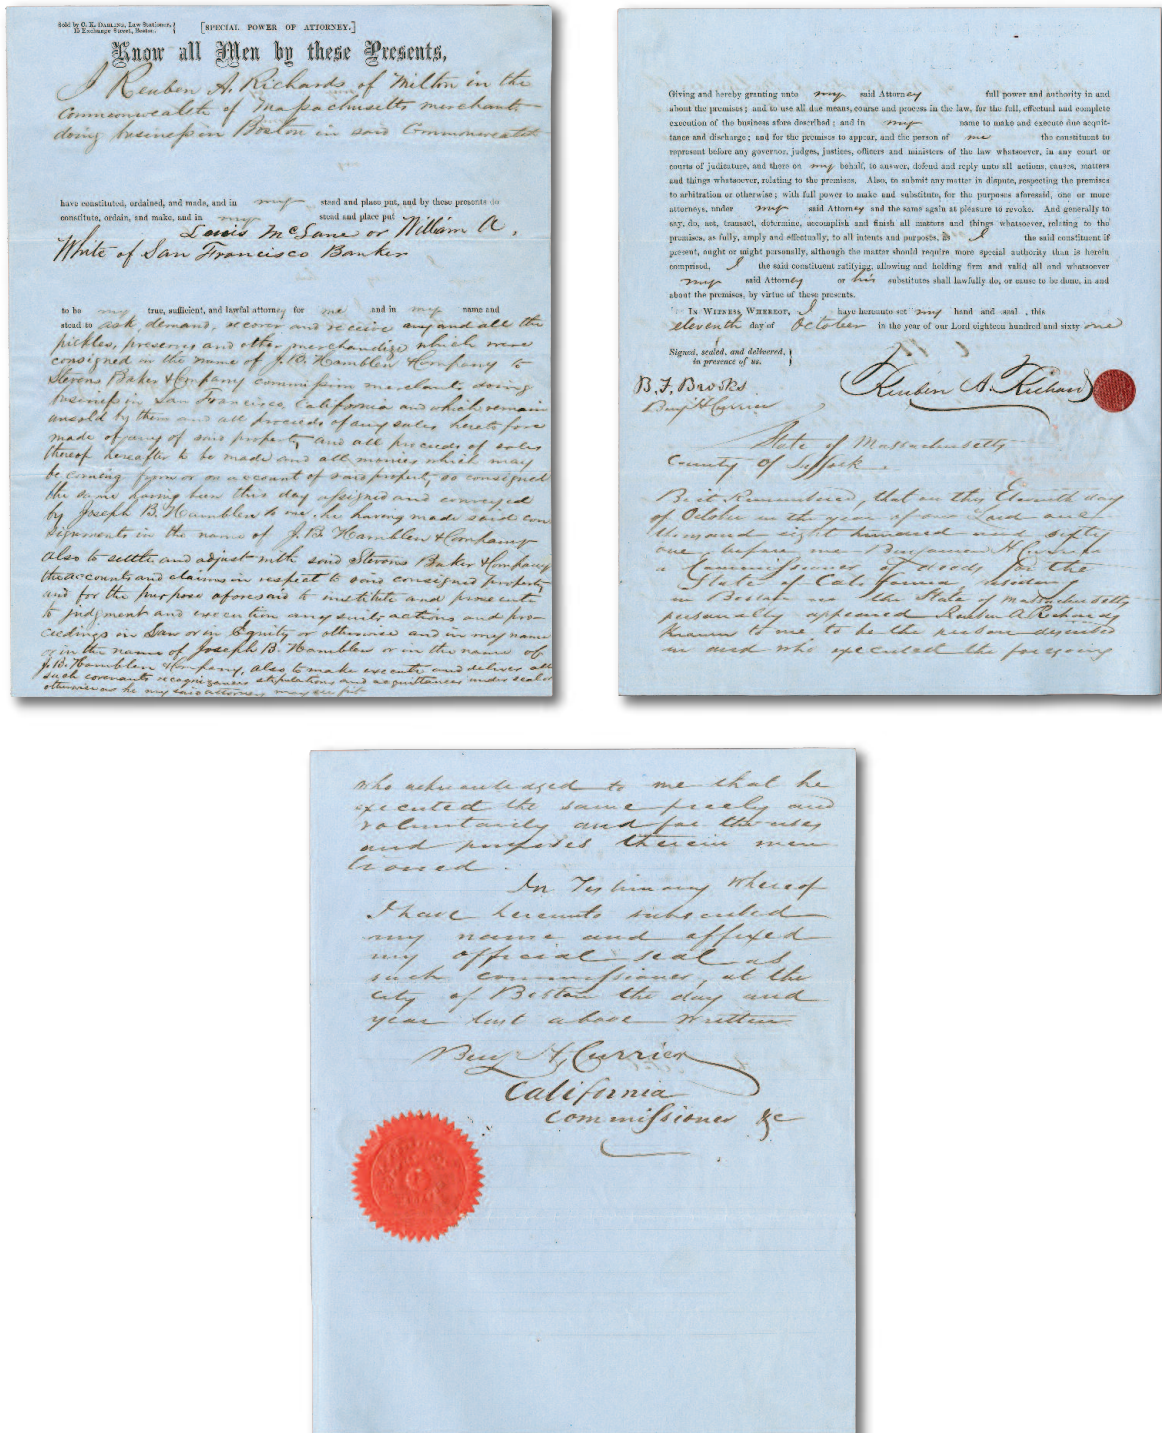 Sold by C. K. DARLING, Law Stationer,
15 Exchange Street, Boston.
[SPECIAL POWER OF ATTORNEY.]
Know all Men by these Presents,
I Reuben A. Richards of Milton in the
commonwealth of Massachusetts merchant
doing business in Boston in said Commonwealth
have constituted, ordained, and made, and in my stead and place put, and by these presents do
constitute, ordain, and make, and in my stead and place put
Lewis McLane or William A.
White of San Francisco Banker
to be my true, sufficient, and lawful attorney for me and in my name and
stead to ask, demand, recover and receive any and all the
pickles, preserves and other merchandize which were
consigned in the name of J. B. Hamblen & Company to
Stevens Baker & Company commission merchants, doing
business in San Francisco, California and which remain
unsold by them and all proceeds of any sales heretofore
made of any of said property and all proceeds of sales
thereof hereafter to be made and all monies which may
be coming from or on account of said property so consigned
the same having been this day assigned and conveyed
by Joseph B. Hamblen to me, he having made said con
signments in the name of J. B. Hamblen & Company
also to settle and adjust with said Stevens Baker & Company
the accounts and claims in respect to said consigned property
and for the purpose aforesaid to institute and prosecute
to judgment and execution any suits actions and pro-
ceedings in Law or in Equity or otherwise and in my name
or in the name of Joseph B. Hamblen or in the name of
J. B. Hamblen & Company, also to make execute and deliver all
such covenants recognizances stipulations and acquittances under seal or
otherwise as he my said attorney may see fit
Giving and hereby granting unto my said Attorney full power and authority in and
about the premises; and to use all due means, course and process in the law, for the full, effectual and complete
execution of the business afore described; and in my name to make and execute due acquit-
tance and discharge; and for the premises to appear, and the person of me the constituent to
represent before any governor, judges, justices, officers and ministers of the law whatsoever, in any court or
courts of judicature, and there on my behalf, to answer, defend and reply unto all actions, causes, matters
and things whatsoever, relating to the premises. Also, to submit any matter in dispute, respecting the premises
to arbitration or otherwise; with full power to make and substitute, for the purposes aforesaid, one or more
attorneys, under my said Attorney and the same again at pleasure to revoke. And generally to
say, do, act, transact, determine, accomplish and finish all matters and things whatsoever, relating to the
premises, as fully, amply and effectually, to all intents and purposes, as I the said constituent if
present, ought or might personally, although the matter should require more special authority than is herein
comprised, I the said constituent ratifying, allowing and holding firm and valid all and whatsoever
my said Attorney or his substitutes shall lawfully do, or cause to be done, in and
about the premises, by virtue of these presents.
IN WITNESS WHEREOF, I have hereunto set my hand and seal, this
eleventh day of October in the year of our Lord eighteen hundred and sixty one
Signed, sealed, and delivered,
in presence of us.
B. F. Brooks
Benj H Currier
Reuben A. Richards
State of Massachusetts
County of Suffolk
Be it Remembered, that on this Eleventh day
of October in the year of our Lord one
thousand eight hundred and sixty
one, before me Benjamin H Currier
a Commissioner of Deeds for the
State of California, residing
in Boston in the State of Massachusetts
personally appeared Reuben A Richards
known to me to be the person described
in and who executed the foregoing
who acknowledged to me that he
executed the same freely and
voluntarily and for the uses
and purposes therein men
tioned.
In Testimony Whereof
I have hereunto subscribed
my name and affixed
my official seal as
such commissioner, at the
city of Boston the day and
year last above written
Benj H Currier
California
Commissioner &c